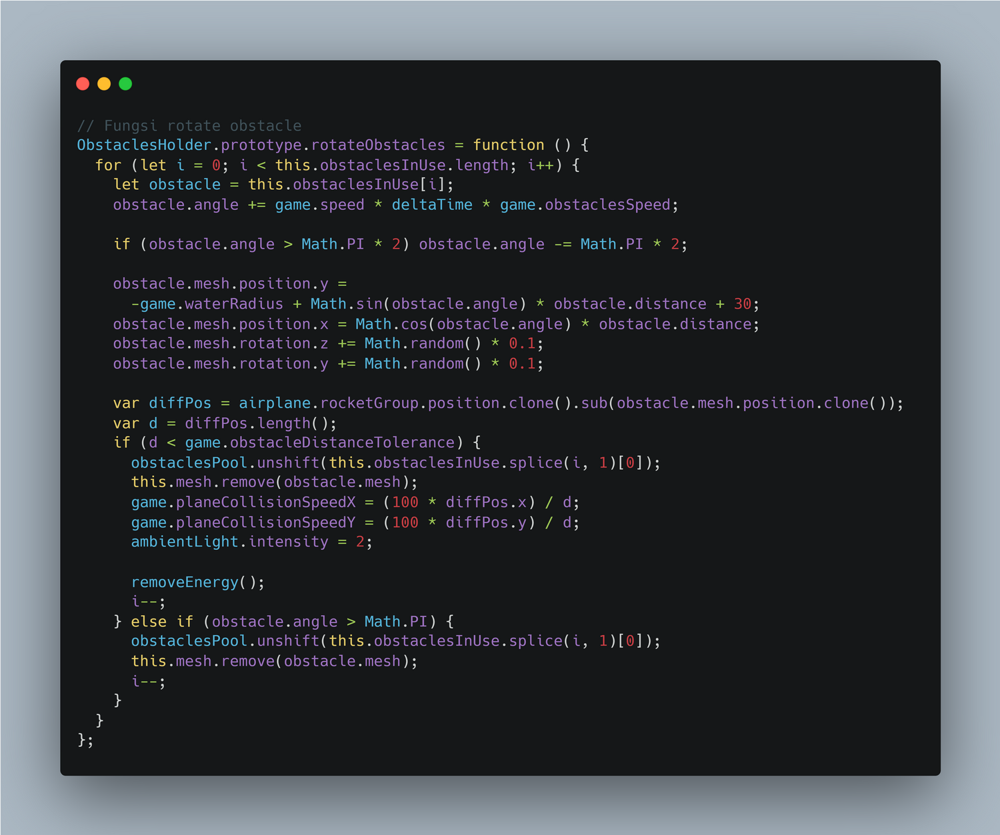 // Fungsi rotate obstacle
ObstaclesHolder.prototype.rotateObstacles = function () {
  for (let i = 0; i < this.obstaclesInUse.length; i++) {
    let obstacle = this.obstaclesInUse[i];
    obstacle.angle += game.speed * deltaTime * game.obstaclesSpeed;

    if (obstacle.angle > Math.PI * 2) obstacle.angle -= Math.PI * 2;

    obstacle.mesh.position.y =
      -game.waterRadius + Math.sin(obstacle.angle) * obstacle.distance + 30;
    obstacle.mesh.position.x = Math.cos(obstacle.angle) * obstacle.distance;
    obstacle.mesh.rotation.z += Math.random() * 0.1;
    obstacle.mesh.rotation.y += Math.random() * 0.1;

    var diffPos = airplane.rocketGroup.position.clone().sub(obstacle.mesh.position.clone());
    var d = diffPos.length();
    if (d < game.obstacleDistanceTolerance) {
      obstaclesPool.unshift(this.obstaclesInUse.splice(i, 1)[0]);
      this.mesh.remove(obstacle.mesh);
      game.planeCollisionSpeedX = (100 * diffPos.x) / d;
      game.planeCollisionSpeedY = (100 * diffPos.y) / d;
      ambientLight.intensity = 2;

      removeEnergy();
      i--;
    } else if (obstacle.angle > Math.PI) {
      obstaclesPool.unshift(this.obstaclesInUse.splice(i, 1)[0]);
      this.mesh.remove(obstacle.mesh);
      i--;
    }
  }
};